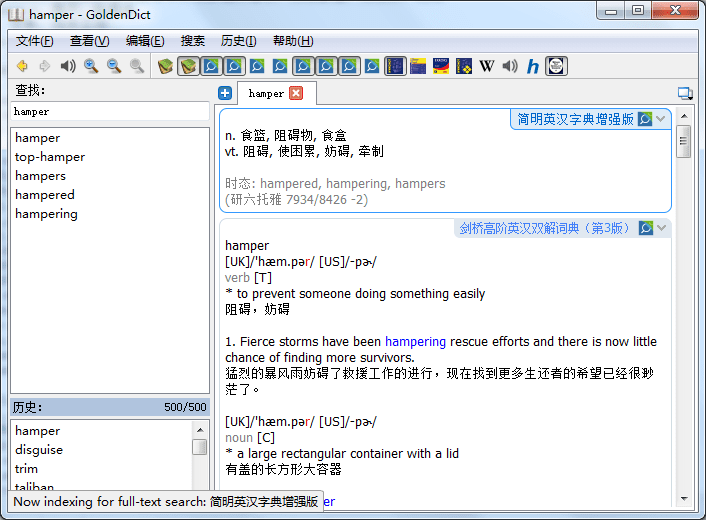 hamper - GoldenDict
文件(F) 查看(V) 编辑(E) 搜索 历史(I) 帮助(H)
W h
查找:
hamper
hamper
top-hamper
hampers
hampered
hampering
历史: 500/500
hamper
disguise
trim
taliban
Now indexing for full-text search: 简明英汉字典增强版
hamper
简明英汉字典增强版
n. 食篮, 阻碍物, 食盒
vt. 阻碍, 使困累, 妨碍, 牵制
时态: hampered, hampering, hampers
(研六托雅 7934/8426 -2)
剑桥高阶英汉双解词典（第3版）
hamper
[UK]/ˈhæm.pər/ [US]/-pɚ/
verb [T]
* to prevent someone doing something easily
阻碍，妨碍
1. Fierce storms have been hampering rescue efforts and there is now little
chance of finding more survivors.
猛烈的暴风雨妨碍了救援工作的进行，现在找到更多生还者的希望已经很渺
茫了。
[UK]/ˈhæm.pər/ [US]/-pɚ/
noun [C]
* a large rectangular container with a lid
有盖的长方形大容器
er